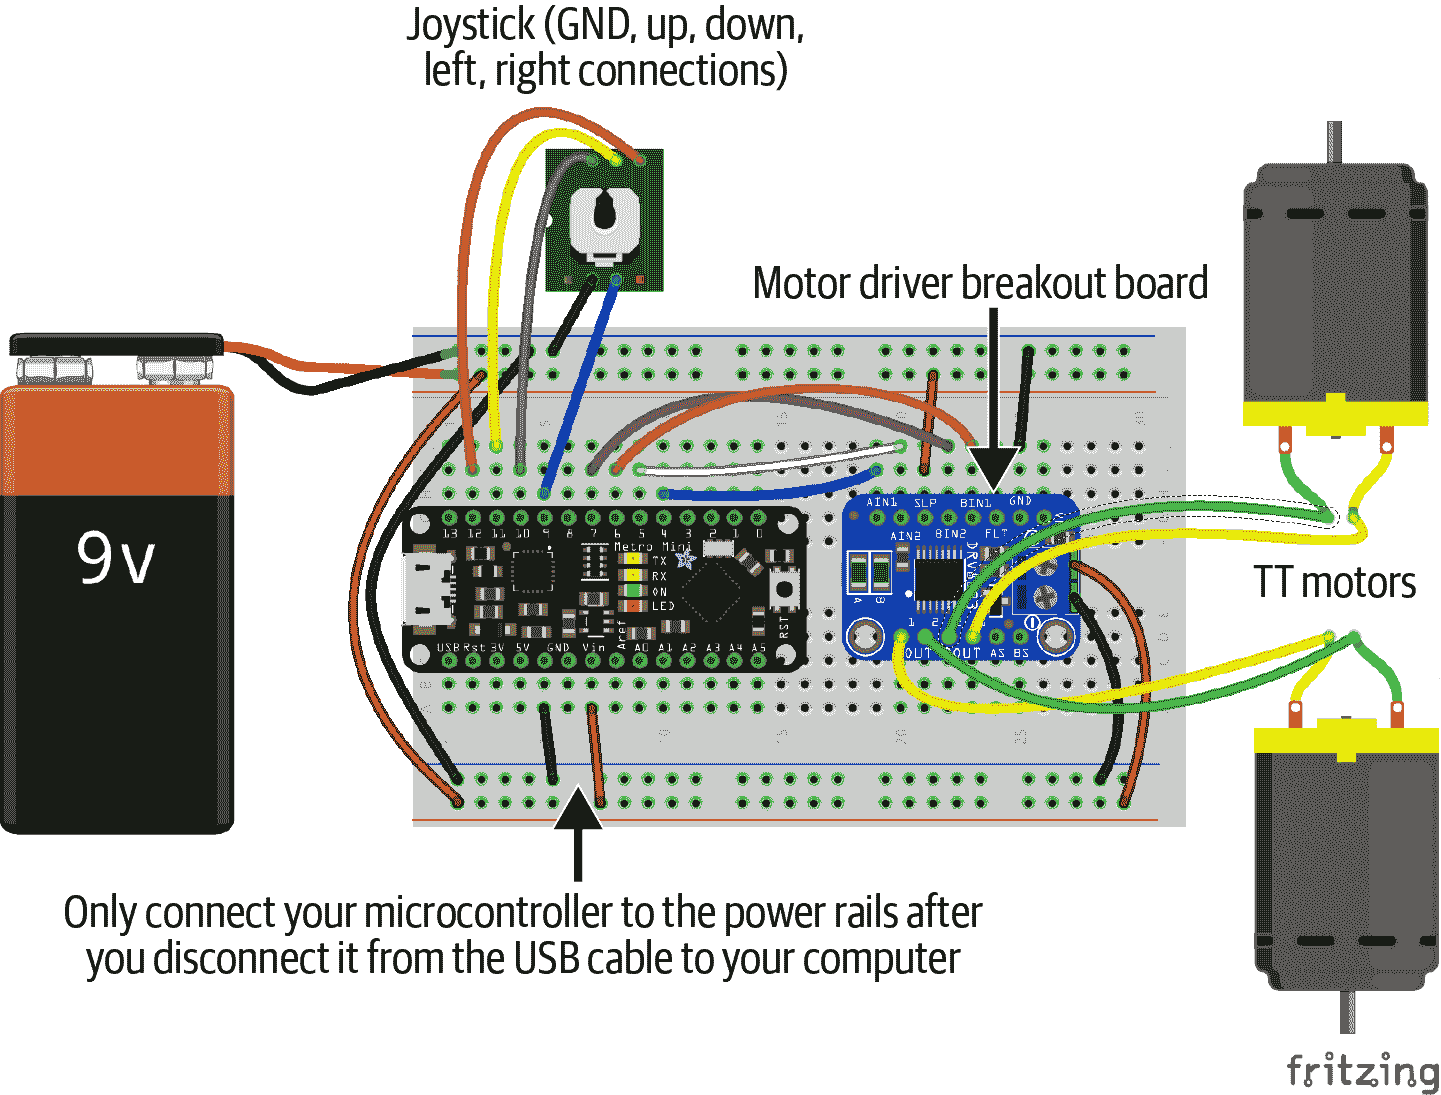 Joystick (GND, up, down,
left, right connections)
Motor driver breakout board
9v
AIN1 SLP BIN1 GND
AIN2 BIN2 FLT
13 12 11 10 9 8 7 6 5 4 3 2 1 0
Metro Mini
TX
RX
ON
LED
RST
Aref
A B
1 2
OUT OUT AS BS
USB Rst 3V 5V GND Vin A0 A1 A2 A3 A4 A5
TT motors
Only connect your microcontroller to the power rails after
you disconnect it from the USB cable to your computer
fritzing